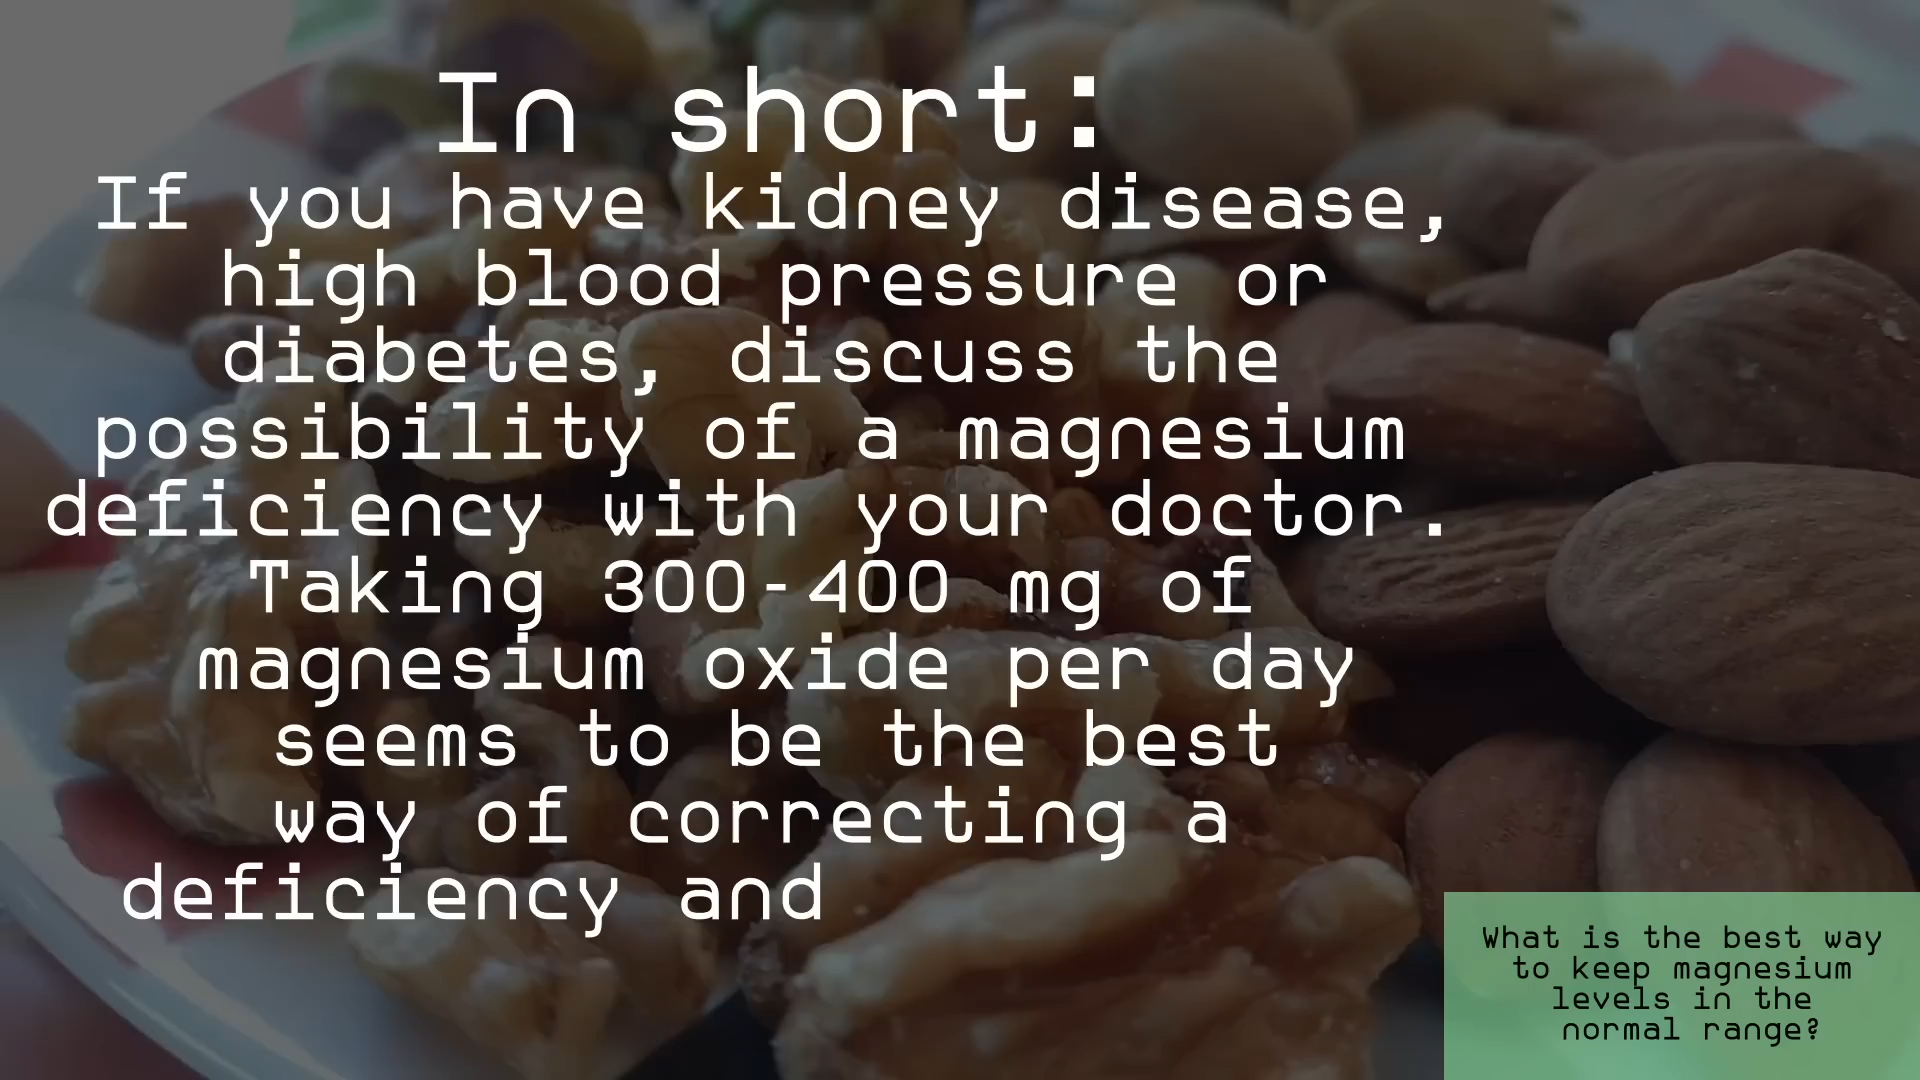 In short:
If you have kidney disease,
high blood pressure or
diabetes, discuss the
possibility of a magnesium
deficiency with your doctor.
Taking 300-400 mg of
magnesium oxide per day
seems to be the best
way of correcting a
deficiency and
What is the best way
to keep magnesium
levels in the
normal range?